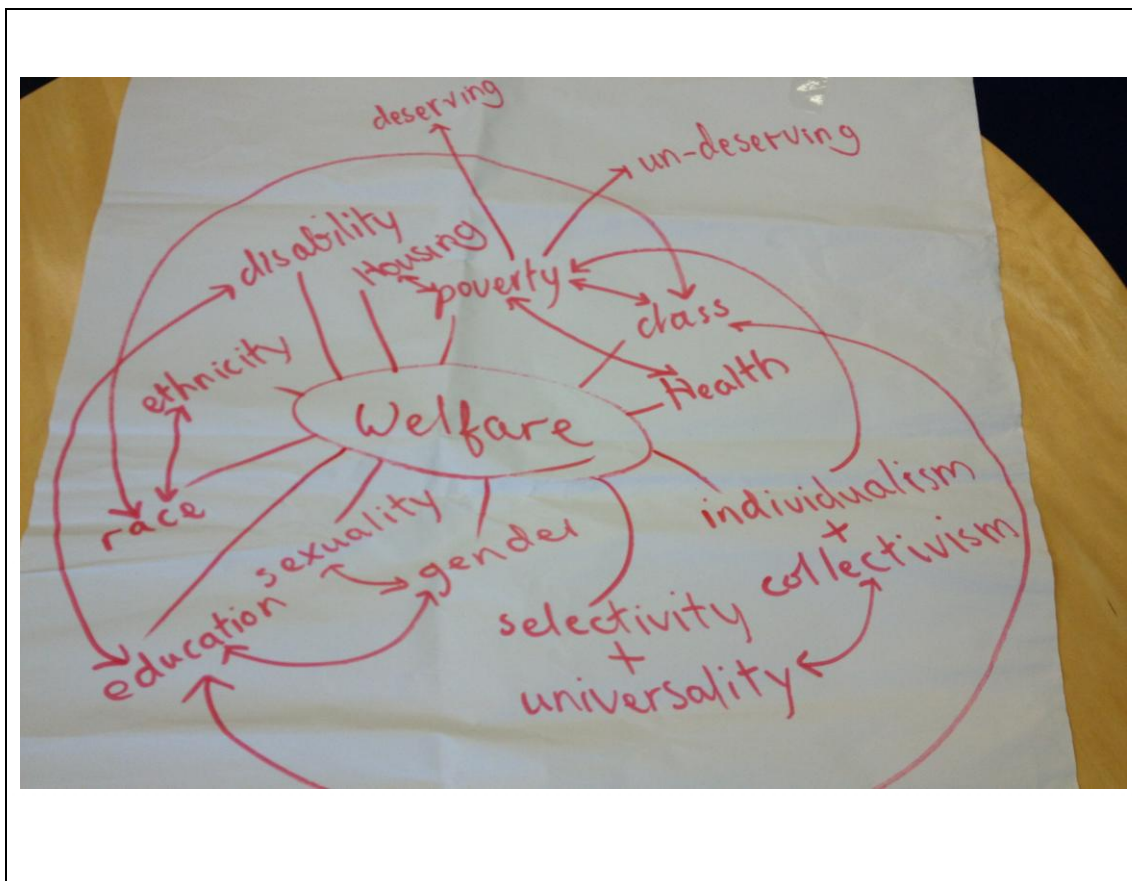 deserving
un-deserving
disability
Housing
poverty
class
ethnicity
Health
Welfare
race
sexuality
gender
individualism
+
collectivism
education
selectivity
+
universality